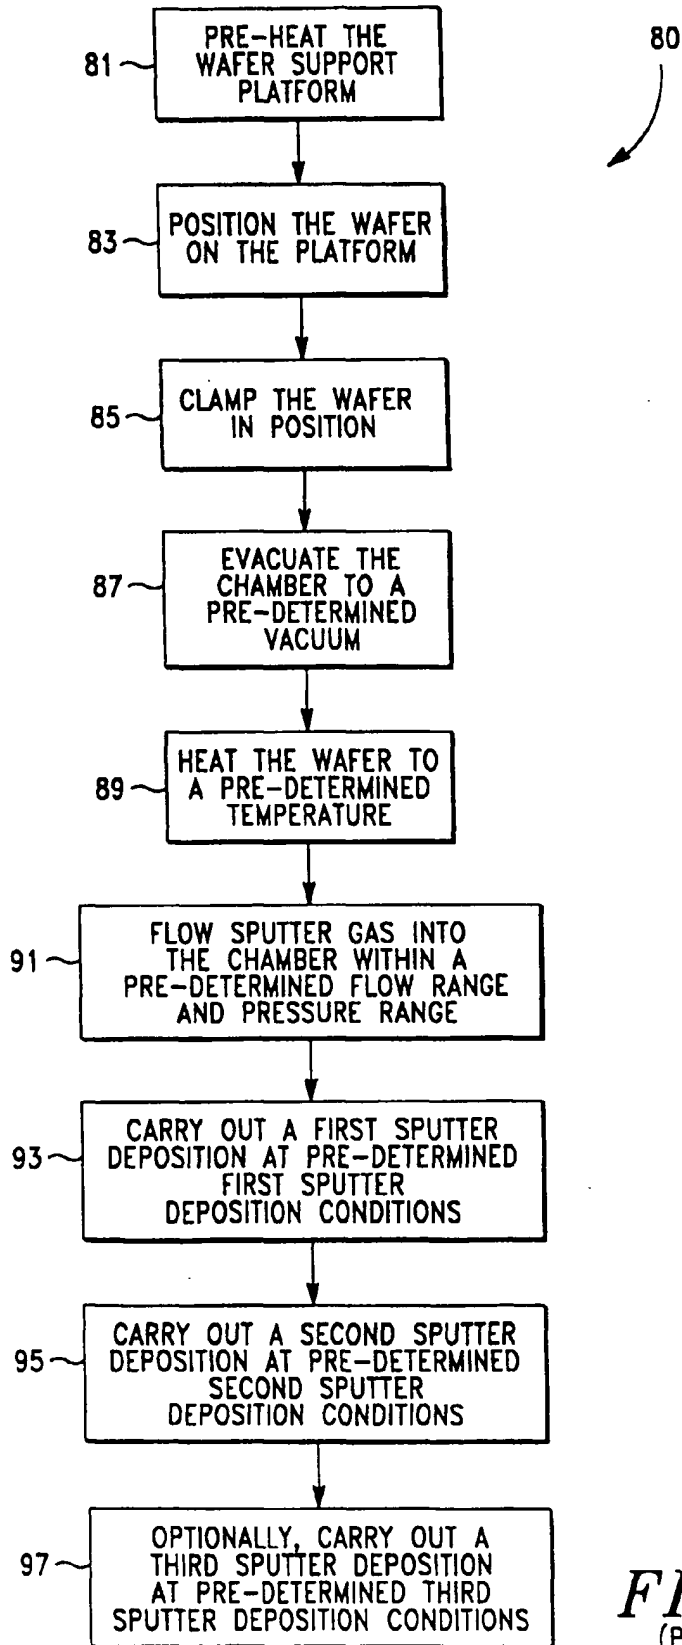 80
81
PRE-HEAT THE
WAFER SUPPORT
PLATFORM
83
POSITION THE WAFER
ON THE PLATFORM
85
CLAMP THE WAFER
IN POSITION
87
EVACUATE THE
CHAMBER TO A
PRE-DETERMINED
VACUUM
89
HEAT THE WAFER TO
A PRE-DETERMINED
TEMPERATURE
91
FLOW SPUTTER GAS INTO
THE CHAMBER WITHIN A
PRE-DETERMINED FLOW RANGE
AND PRESSURE RANGE
93
CARRY OUT A FIRST SPUTTER
DEPOSITION AT PRE-DETERMINED
FIRST SPUTTER
DEPOSITION CONDITIONS
95
CARRY OUT A SECOND SPUTTER
DEPOSITION AT PRE-DETERMINED
SECOND SPUTTER
DEPOSITION CONDITIONS
97
OPTIONALLY, CARRY OUT A
THIRD SPUTTER DEPOSITION
AT PRE-DETERMINED THIRD
SPUTTER DEPOSITION CONDITIONS